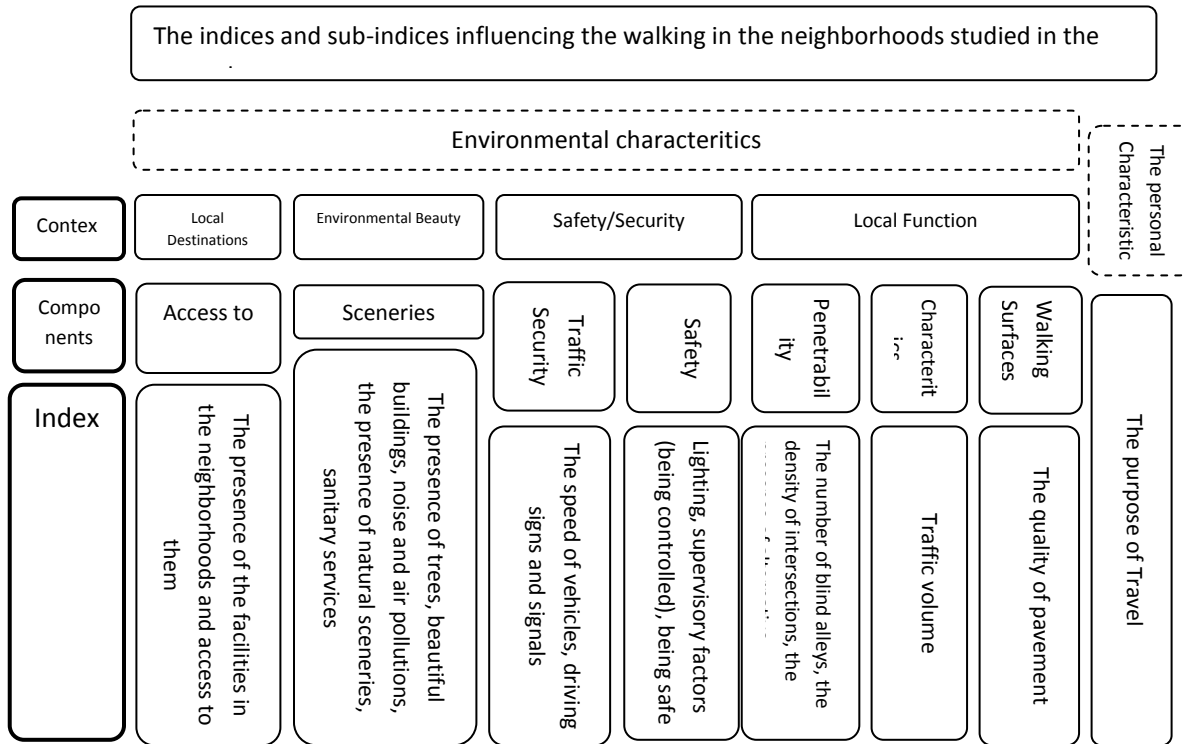 The indices and sub-indices influencing the walking in the neighborhoods studied in the
Environmental characteritics
The personal
Characteristic
Contex
Local
Destinations
Environmental Beauty
Safety/Security
Local Function
Compo
nents
Access to
Sceneries
Traffic
Security
Safety
Penetrabil
ity
Characterit
Walking
Surfaces
The purpose of Travel
Index
The presence of the facilities in
the neighborhoods and access to
them
The presence of trees, beautiful
buildings, noise and air pollutions,
the presence of natural sceneries,
sanitary services
The speed of vehicles, driving
signs and signals
Lighting, supervisory factors
(being controlled), being safe
The number of blind alleys, the
density of intersections, the
Traffic volume
The quality of pavement